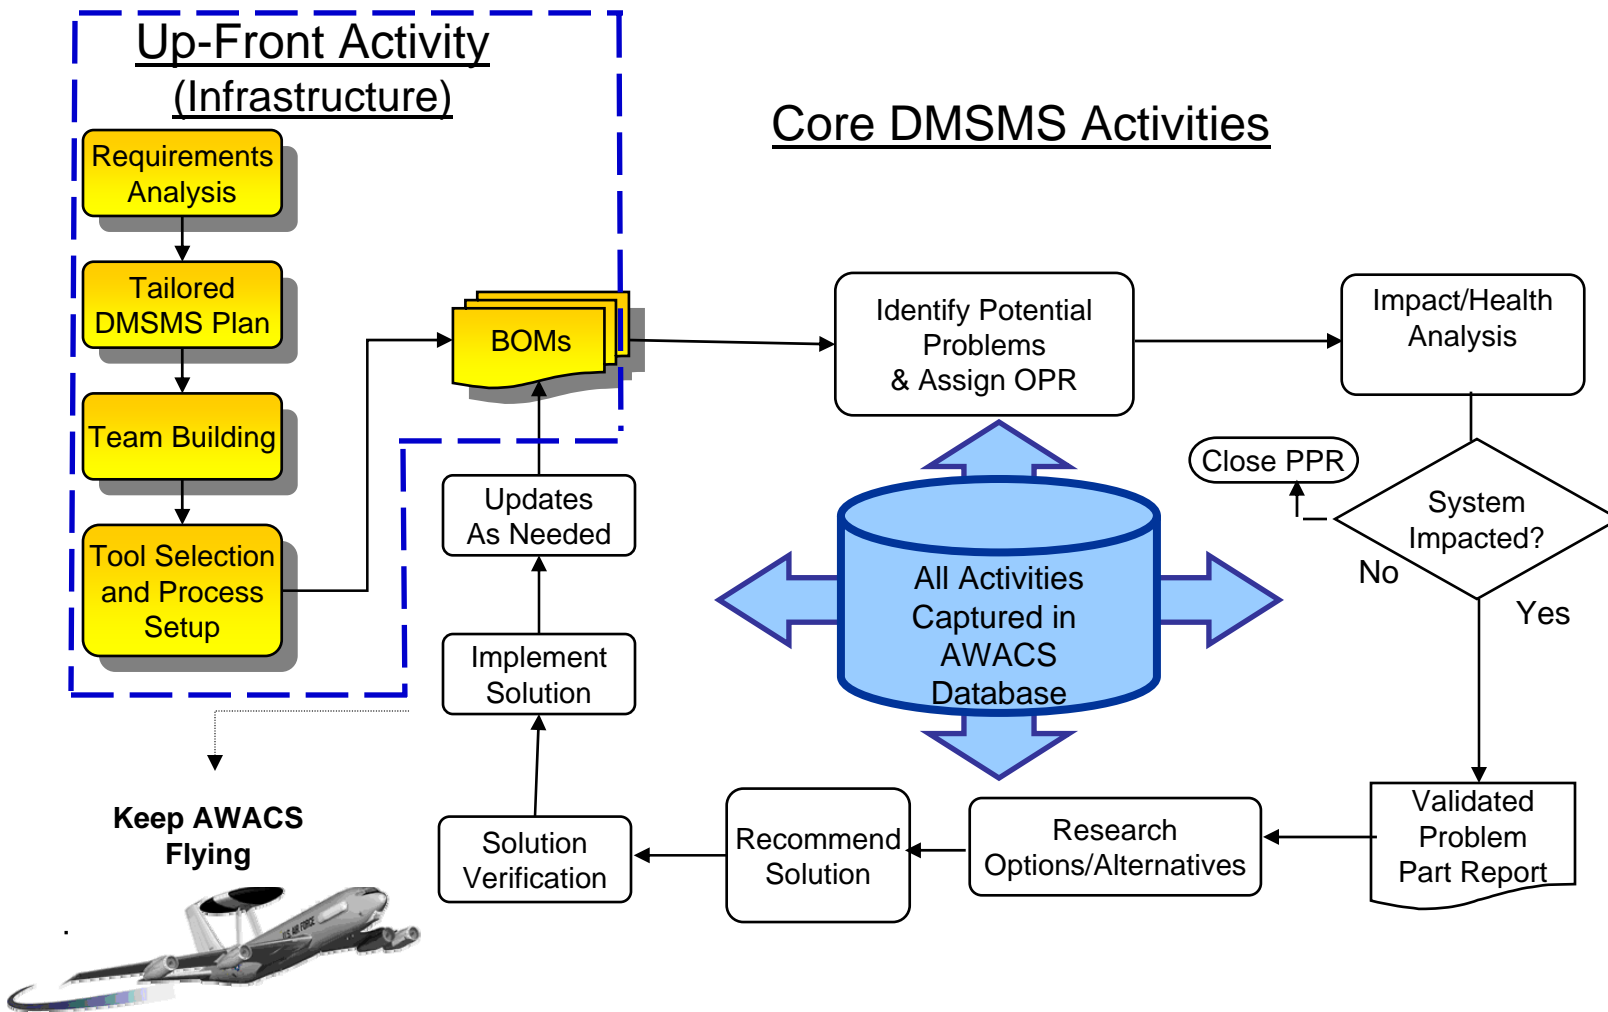 Up-Front Activity
(Infrastructure)
Core DMSMS Activities
Requirements
Analysis
Tailored
DMSMS Plan
Team Building
Tool Selection
and Process
Setup
BOMs
Identify Potential
Problems
& Assign OPR
Impact/Health
Analysis
Close PPR
System
Impacted?
No
Yes
Updates
As Needed
All Activities
Captured in
AWACS
Database
Implement
Solution
Validated
Problem
Part Report
Research
Options/Alternatives
Recommend
Solution
Solution
Verification
Keep AWACS
Flying
U.S. AIR FORCE
.